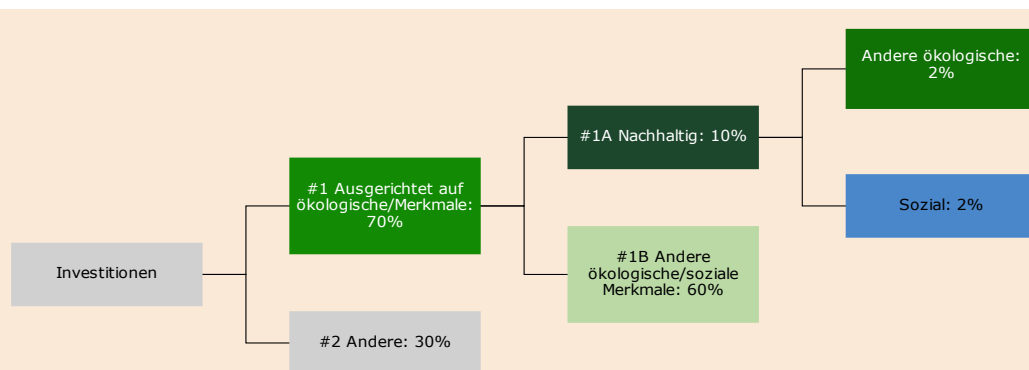 Investitionen
#1 Ausgerichtet auf
ökologische/Merkmale:
70%
#2 Andere: 30%
#1A Nachhaltig: 10%
#1B Andere
ökologische/soziale
Merkmale: 60%
Andere ökologische:
2%
Sozial: 2%